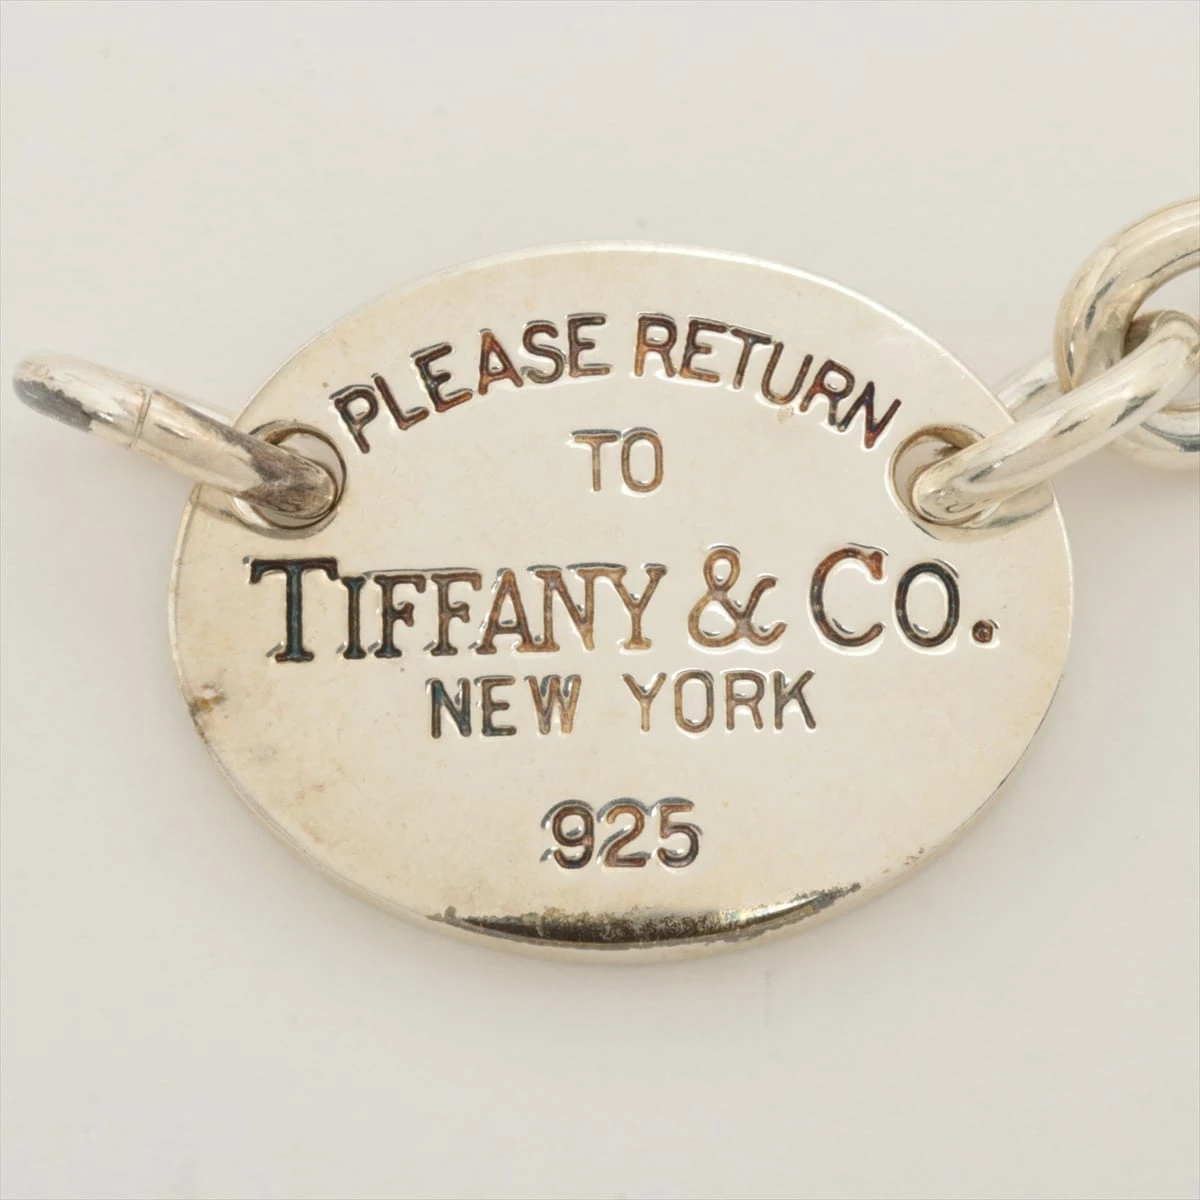 PLEASE RETURN
TO
TIFFANY & CO.
NEW YORK
925